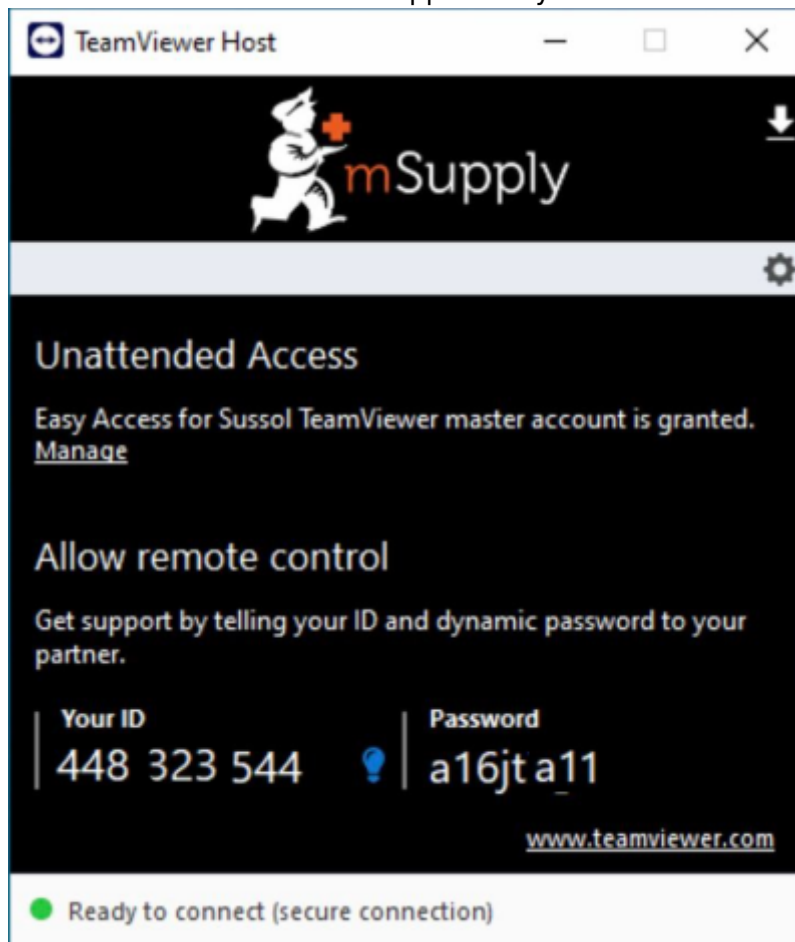 TeamViewer Host
mSupply
Unattended Access
Easy Access for Sussol TeamViewer master account is granted.
Manage
Allow remote control
Get support by telling your ID and dynamic password to your
partner.
Your ID
448 323 544
Password
a16jt a11
www.teamviewer.com
Ready to connect (secure connection)